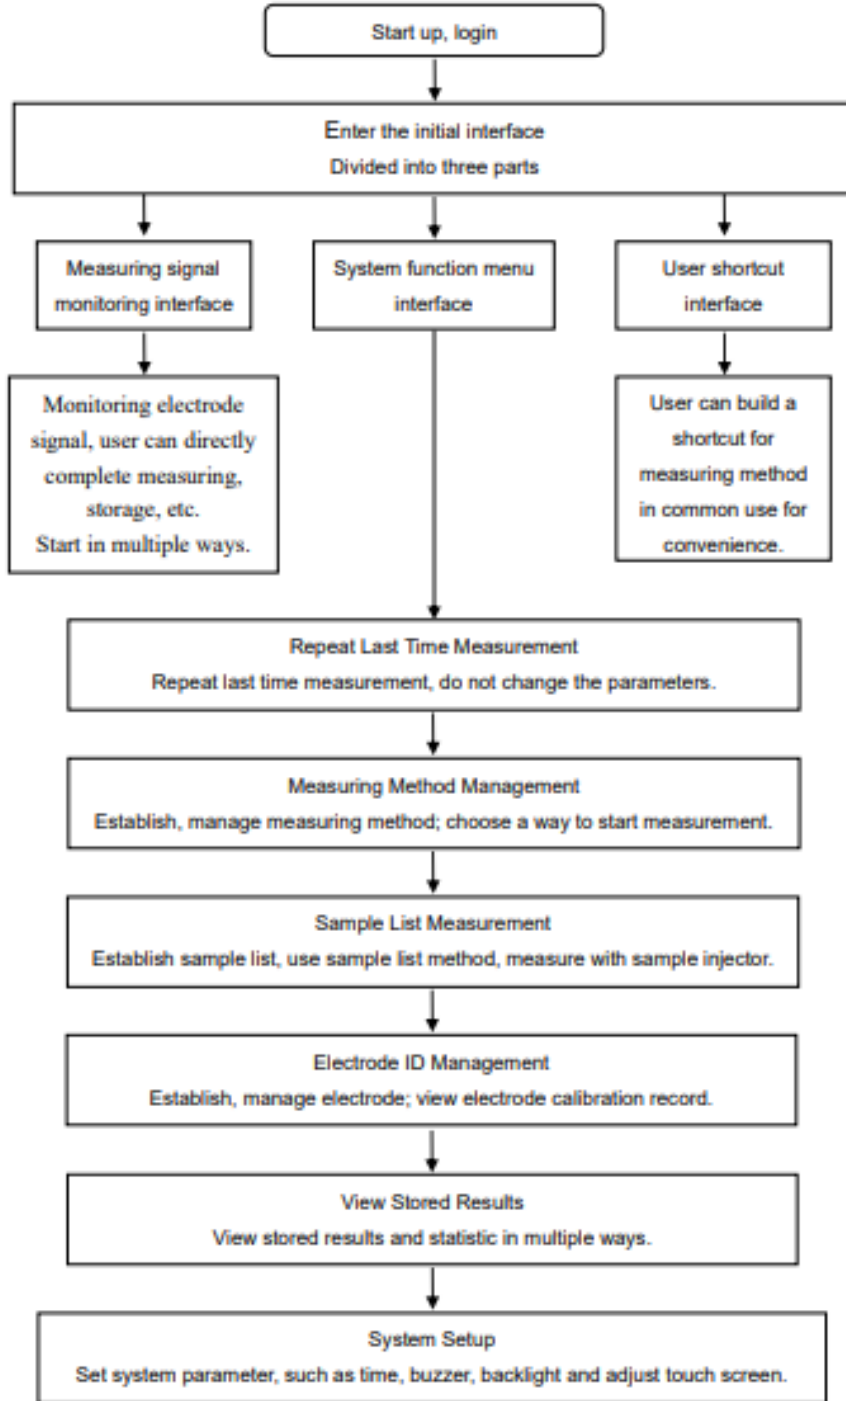 Start up, login
Enter the initial interface
Divided into three parts
Measuring signal
monitoring interface
System function menu
interface
User shortcut
interface
Monitoring electrode
signal, user can directly
complete measuring,
storage, etc.
Start in multiple ways.
User can build a
shortcut for
measuring method
in common use for
convenience.
Repeat Last Time Measurement
Repeat last time measurement, do not change the parameters.
Measuring Method Management
Establish, manage measuring method; choose a way to start measurement.
Sample List Measurement
Establish sample list, use sample list method, measure with sample injector.
Electrode ID Management
Establish, manage electrode; view electrode calibration record.
View Stored Results
View stored results and statistic in multiple ways.
System Setup
Set system parameter, such as time, buzzer, backlight and adjust touch screen.